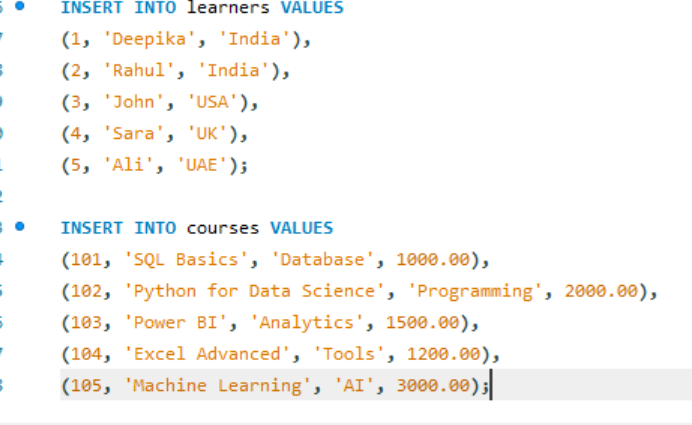 INSERT INTO learners VALUES
(1, 'Deepika', 'India'),
(2, 'Rahul', 'India'),
(3, 'John', 'USA'),
(4, 'Sara', 'UK'),
(5, 'Ali', 'UAE');
INSERT INTO courses VALUES
(101, 'SQL Basics', 'Database', 1000.00),
(102, 'Python for Data Science', 'Programming', 2000.00),
(103, 'Power BI', 'Analytics', 1500.00),
(104, 'Excel Advanced', 'Tools', 1200.00),
(105, 'Machine Learning', 'AI', 3000.00);